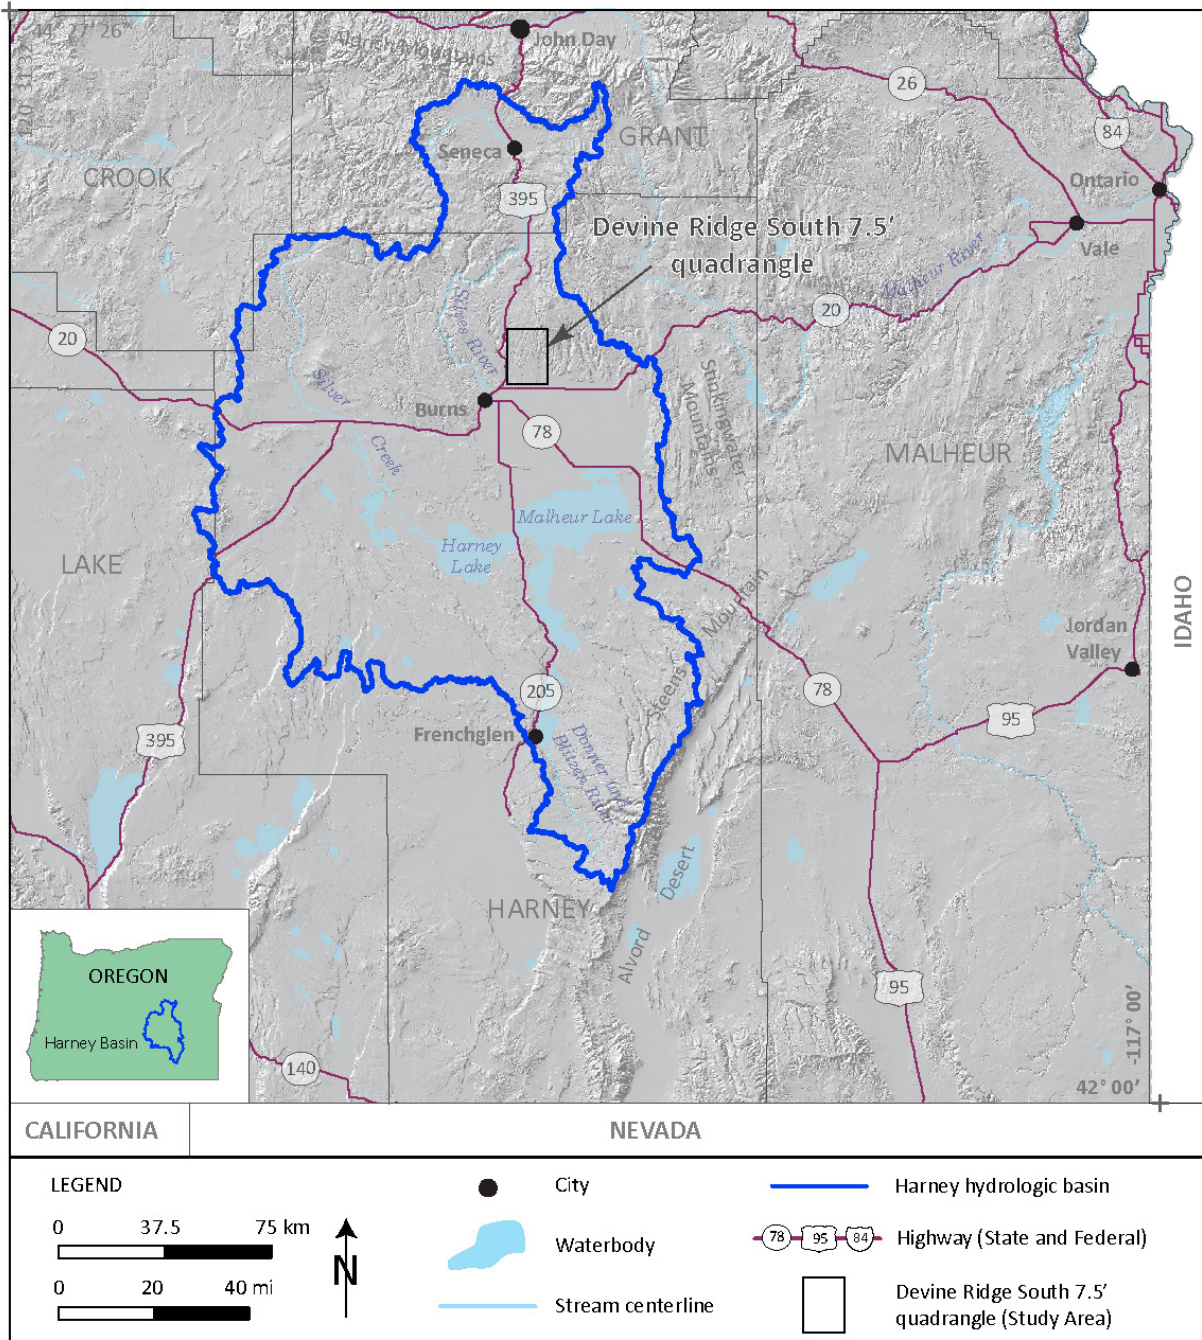 44 27 26
120 31 32
Aldrich Mountains
John Day
26
GRANT
84
Seneca
CROOK
Ontario
395
Devine Ridge South 7.5’
quadrangle
Vale
Malheur River
Silvies River
20
20
Silver
Creek
Stinkingwater
Mountains
Burns
78
MALHEUR
Malheur Lake
Harney
Lake
LAKE
IDAHO
Steens Mountain
Jordan
Valley
205
78
95
395
Frenchglen
Donner und
Blitzen River
Alvord Desert
HARNEY
OREGON
Harney Basin
95
-117° 00’
42° 00’
140
CALIFORNIA
NEVADA
LEGEND
0 37.5 75 km
0 20 40 mi
N
City
Waterbody
Stream centerline
Harney hydrologic basin
78 95 84 Highway (State and Federal)
Devine Ridge South 7.5’
quadrangle (Study Area)